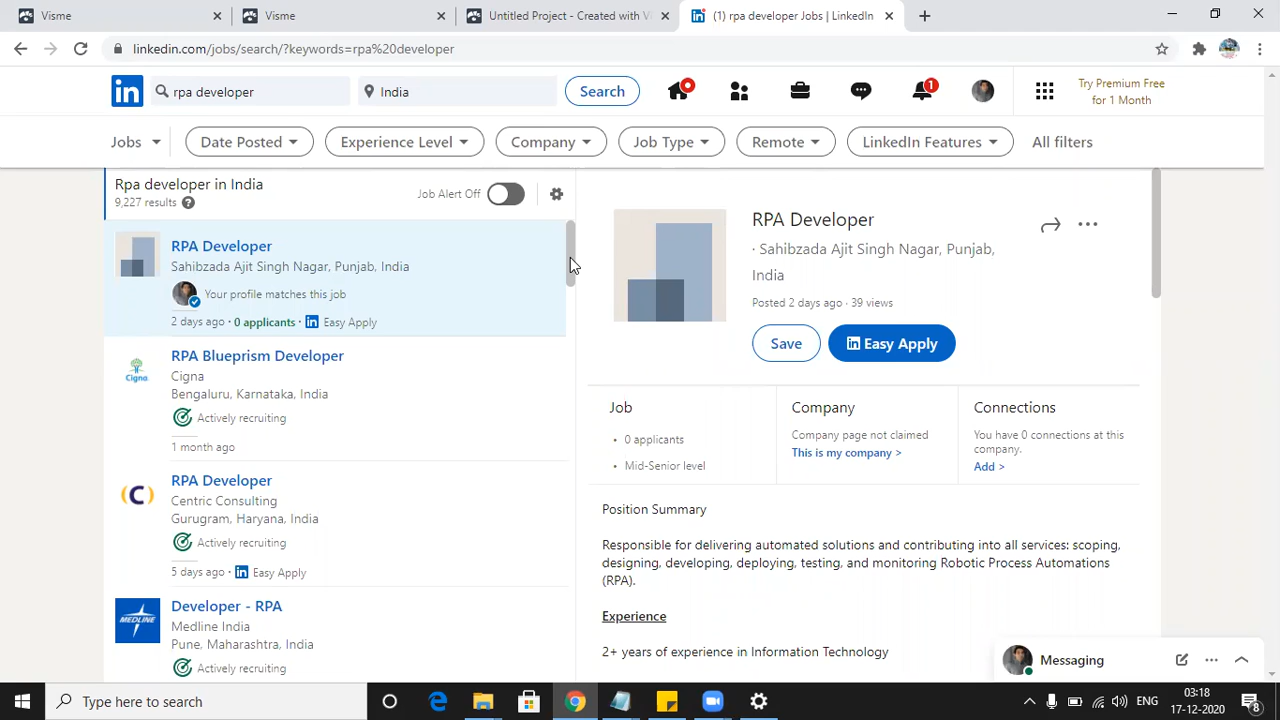 Visme
Visme
Untitled Project - Created with Vi
(1) rpa developer Jobs | LinkedIn
linkedin.com/jobs/search/?keywords=rpa%20developer
in
rpa developer
India
Search
1
Try Premium Free
for 1 Month
Jobs
Date Posted
Experience Level
Company
Job Type
Remote
LinkedIn Features
All filters
Rpa developer in India
9,227 results
Job Alert Off
RPA Developer
Sahibzada Ajit Singh Nagar, Punjab, India
Your profile matches this job
2 days ago · 0 applicants · in Easy Apply
RPA Blueprism Developer
Cigna
Cigna
Bengaluru, Karnataka, India
Actively recruiting
1 month ago
RPA Developer
Centric Consulting
Gurugram, Haryana, India
Actively recruiting
5 days ago · in Easy Apply
Developer - RPA
MEDLINE
Medline India
Pune, Maharashtra, India
Actively recruiting
RPA Developer
· Sahibzada Ajit Singh Nagar, Punjab,
India
Posted 2 days ago · 39 views
Save
in Easy Apply
Job
• 0 applicants
• Mid-Senior level
Company
Company page not claimed
This is my company >
Connections
You have 0 connections at this
company.
Add >
Position Summary
Responsible for delivering automated solutions and contributing into all services: scoping,
designing, developing, deploying, testing, and monitoring Robotic Process Automations
(RPA).
Experience
2+ years of experience in Information Technology
Messaging
Type here to search
ENG
03:18
17-12-2020
8